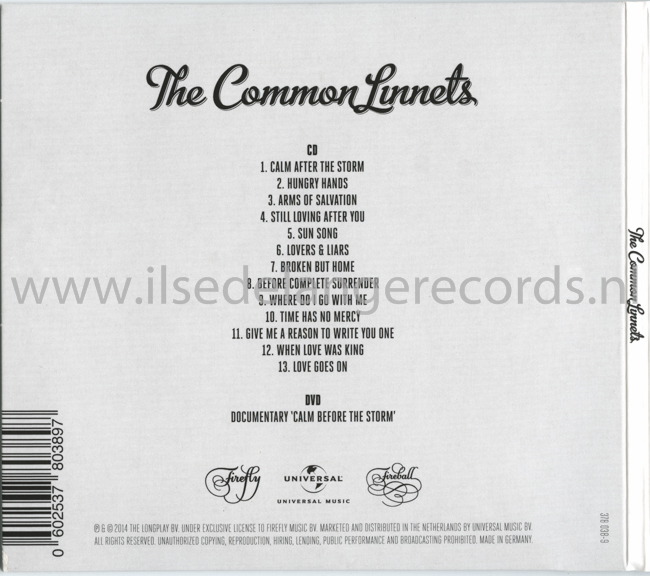 The Common Linnets
CD
1. CALM AFTER THE STORM
2. HUNGRY HANDS
3. ARMS OF SALVATION
4. STILL LOVING AFTER YOU
5. SUN SONG
6. LOVERS & LIARS
7. BROKEN BUT HOME
8. BEFORE COMPLETE SURRENDER
www.ilsedelangerecords.nl
9. WHERE DO I GO WITH ME
10. TIME HAS NO MERCY
11. GIVE ME A REASON TO WRITE YOU ONE
12. WHEN LOVE WAS KING
13. LOVE GOES ON
DVD
DOCUMENTARY 'CALM BEFORE THE STORM'
Firefly
UNIVERSAL
UNIVERSAL MUSIC
Fireball
℗ & © 2014 THE LONGPLAY BV. UNDER EXCLUSIVE LICENSE TO FIREFLY MUSIC BV. MARKETED AND DISTRIBUTED IN THE NETHERLANDS BY UNIVERSAL MUSIC BV.
ALL RIGHTS RESERVED. UNAUTHORIZED COPYING, REPRODUCTION, HIRING, LENDING, PUBLIC PERFORMANCE AND BROADCASTING PROHIBITED. MADE IN GERMANY.
0 602537 803897
The Common Linnets
378 038-9